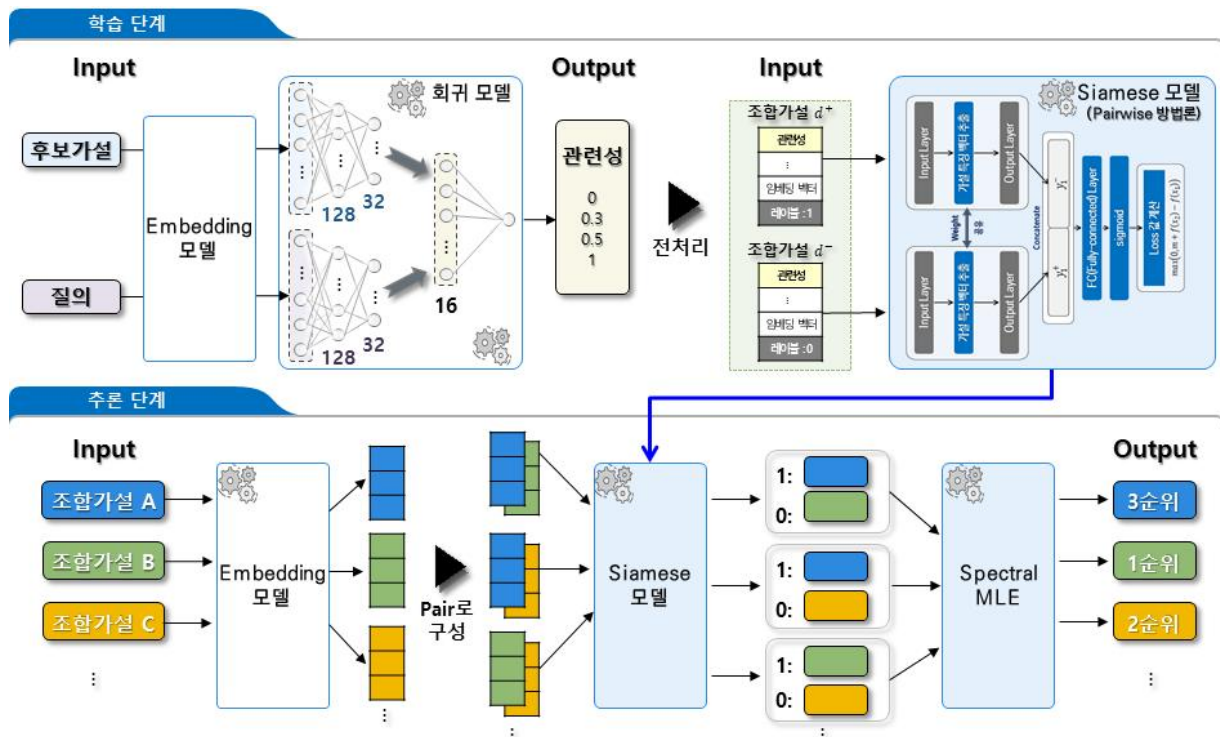 학습 단계
Input
후보가설
질의
Embedding
모델
회귀 모델
128
32
128
32
16
Output
관련성
0
0.3
0.5
1
전처리
Input
조합가설 d⁺
관련성
⋮
임베딩 벡터
레이블 :1
조합가설 d⁻
관련성
⋮
임베딩 벡터
레이블 :0
Siamese 모델
(Pairwise 방법론)
Input Layer
가설 특징 벡터 추출
Output Layer
Weight
공유
Input Layer
가설 특징 벡터 추출
Output Layer
Concatenate
y₁⁻
y₁⁺
FC(Fully-connected) Layer
sigmoid
Loss 값 계산
max(0, m + f(x₂) − f(x₁))
추론 단계
Input
조합가설 A
조합가설 B
조합가설 C
⋮
Embedding
모델
⋮
Pair로
구성
⋮
Siamese
모델
1:
0:
1:
0:
1:
0:
⋮
Spectral
MLE
Output
3순위
1순위
2순위
⋮